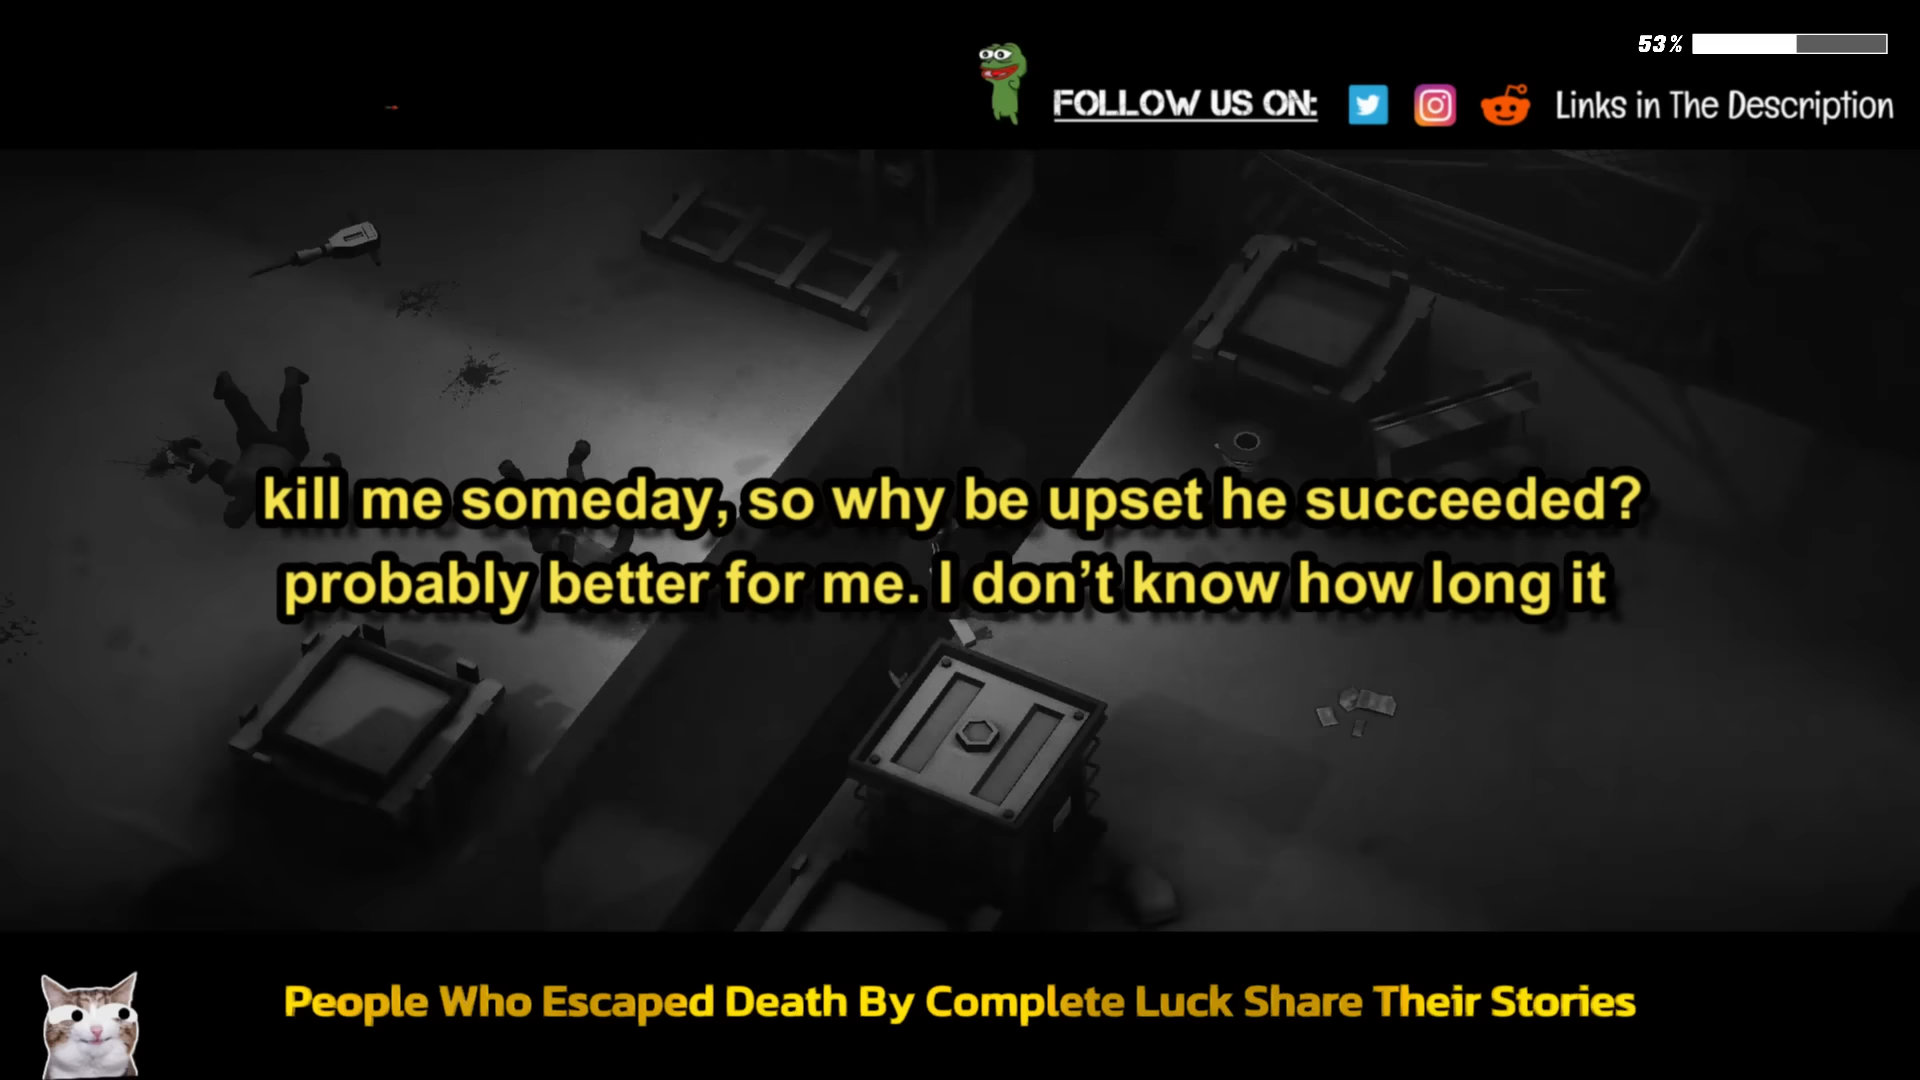 53%
FOLLOW US ON: Links in The Description
kill me someday, so why be upset he succeeded?
probably better for me. I don’t know how long it
People Who Escaped Death By Complete Luck Share Their Stories